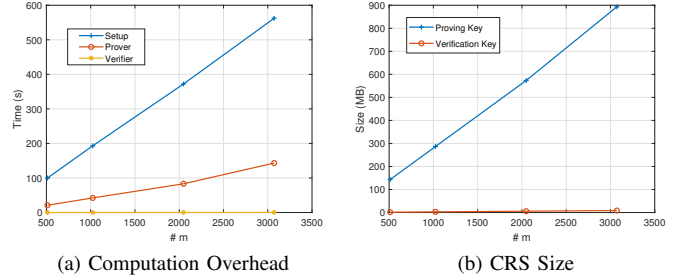 600
500
400
300
200
100
0
Time (s)
Setup
Prover
Verifier
500 1000 1500 2000 2500 3000 3500
# m
(a) Computation Overhead
900
800
700
600
500
400
300
200
100
0
Size (MB)
Proving Key
Verification Key
500 1000 1500 2000 2500 3000 3500
# m
(b) CRS Size